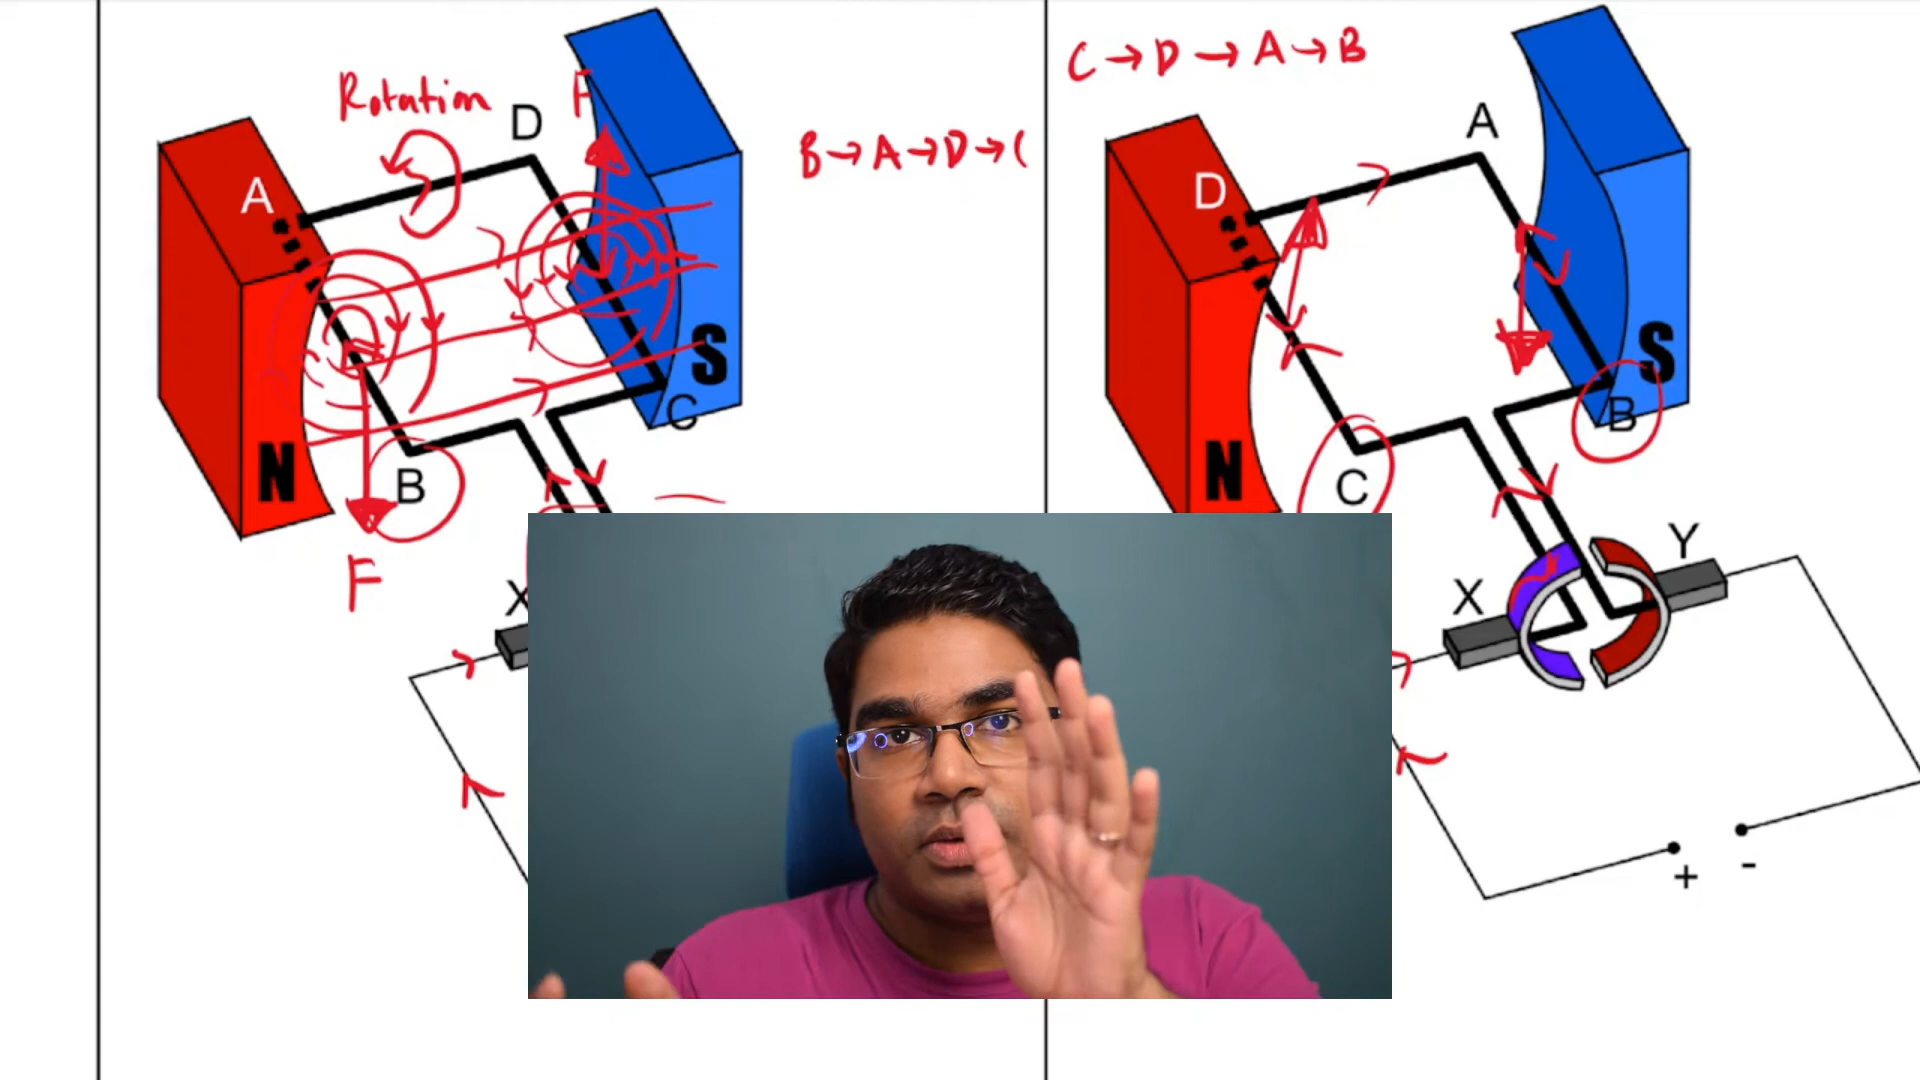 Rotation
D
F
A
B→A→D→C
N
S
C
B
F
X
C→D→A→B
A
D
N
S
B
C
X
Y
+
-